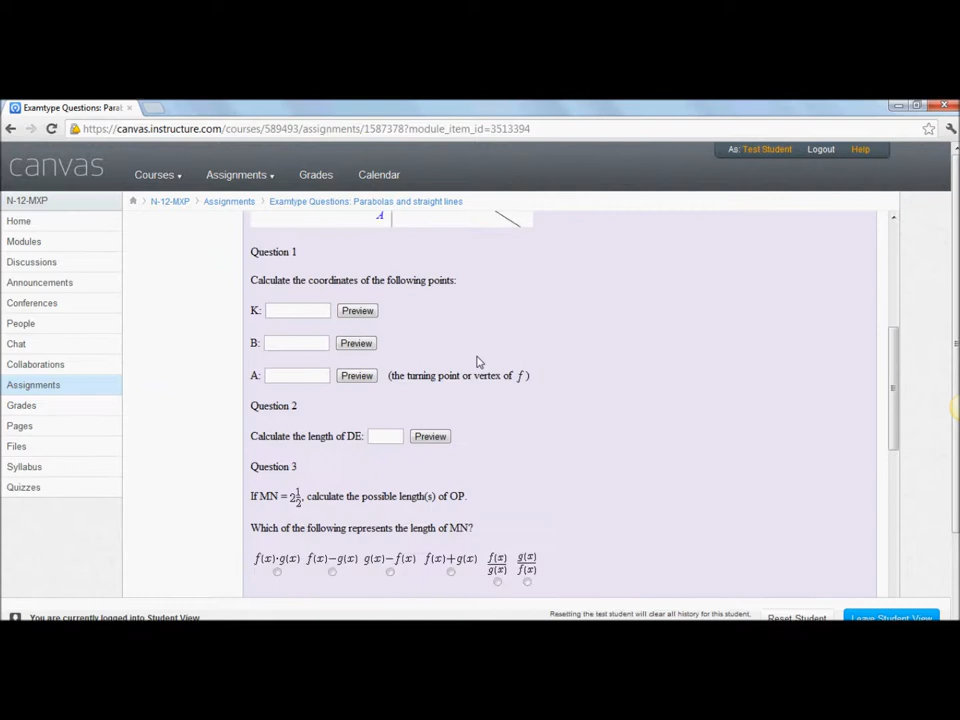 Examtype Questions: Parab
https://canvas.instructure.com/courses/589493/assignments/1587378?module_item_id=3513394
As: Test Student Logout Help
canvas
Courses Assignments Grades Calendar
N-12-MXP
N-12-MXP Assignments Examtype Questions: Parabolas and straight lines
Home
Modules
Discussions
Announcements
Conferences
People
Chat
Collaborations
Assignments
Grades
Pages
Files
Syllabus
Quizzes
A
Question 1
Calculate the coordinates of the following points:
K: Preview
B: Preview
A: Preview (the turning point or vertex of f )
Question 2
Calculate the length of DE: Preview
Question 3
If MN = 2 1/2, calculate the possible length(s) of OP.
Which of the following represents the length of MN?
f(x)·g(x) f(x)−g(x) g(x)−f(x) f(x)+g(x) f(x)/g(x) g(x)/f(x)
You are currently logged into Student View
Resetting the test student will clear all history for this student,
Reset Student
Leave Student View